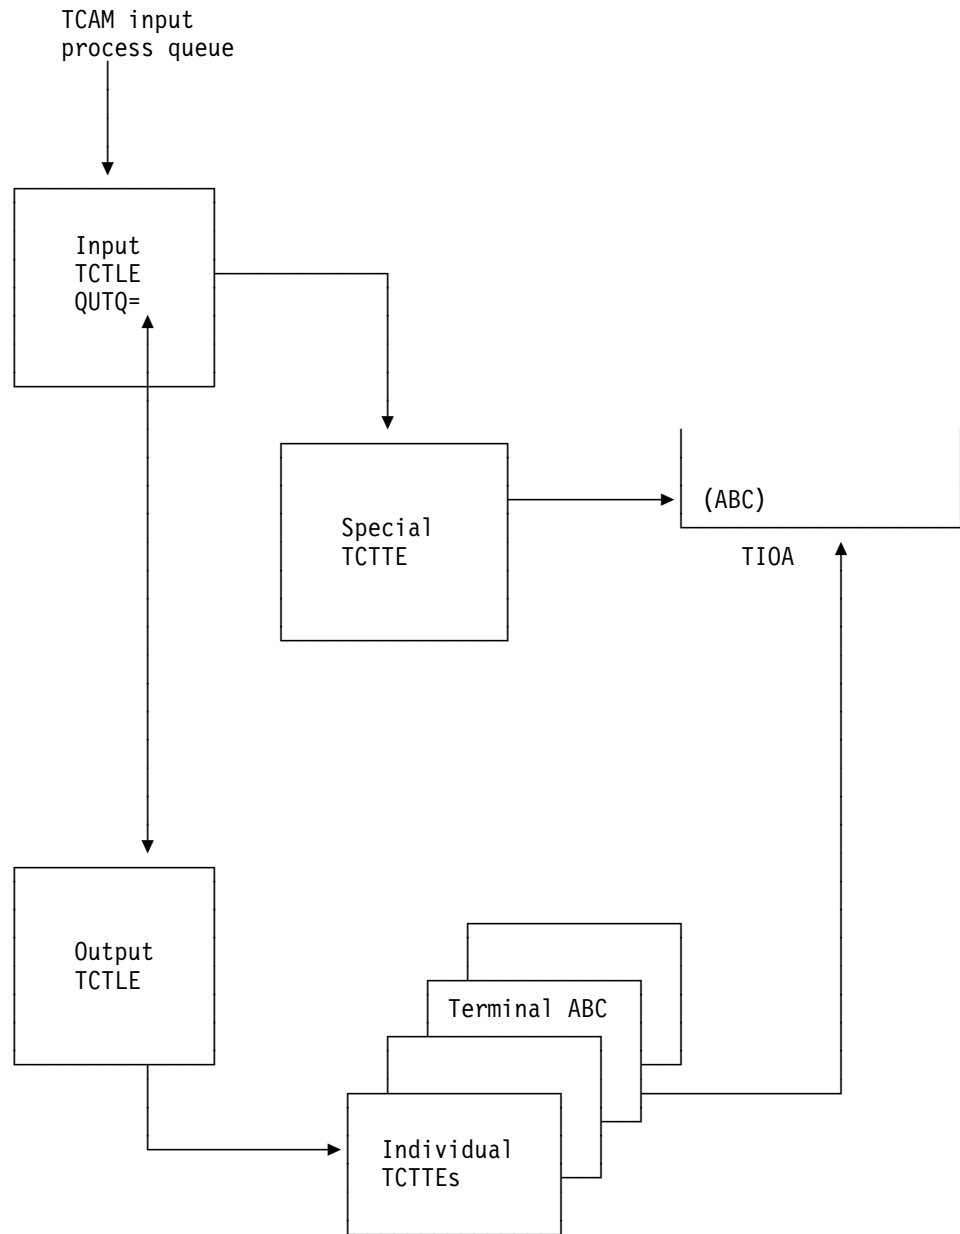 TCAM input
process queue
Input
TCTLE
QUTQ=
Special
TCTTE
(ABC)
TIOA
Output
TCTLE
Terminal ABC
Individual
TCTTEs